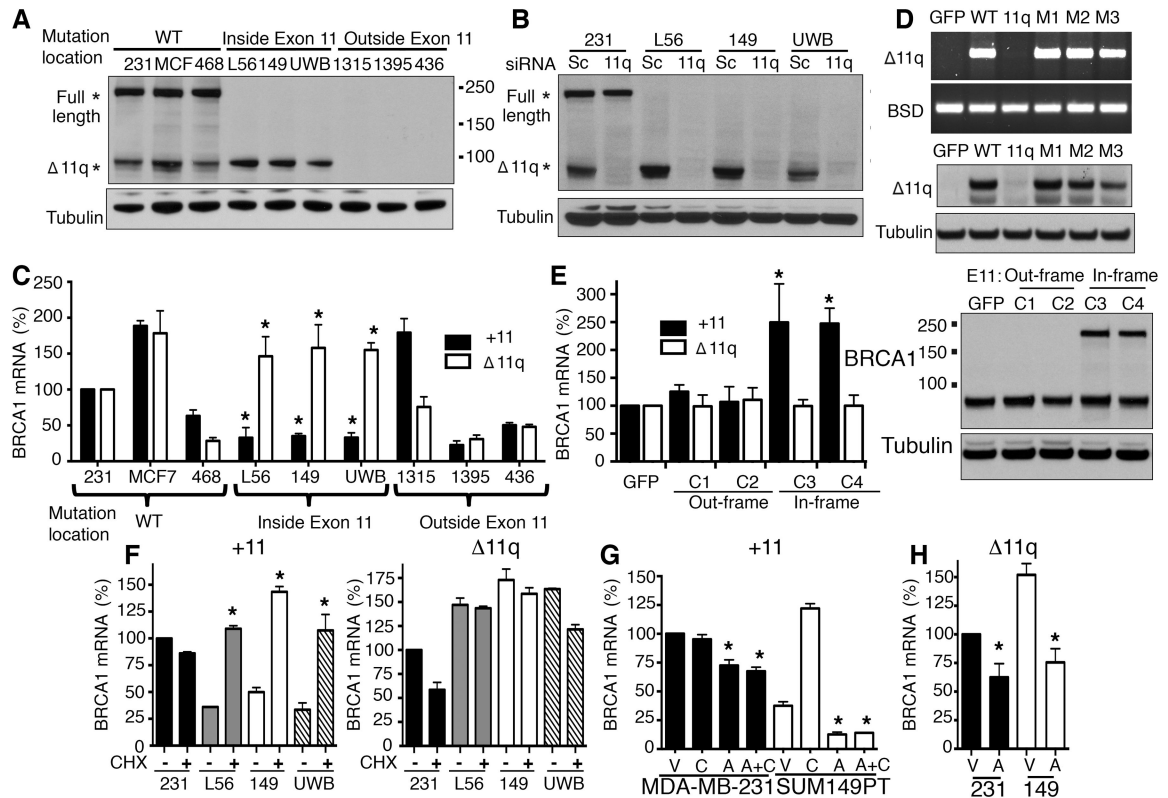 A
Mutation location
WT
Inside Exon 11
Outside Exon 11
231 MCF 468 L56 149 UWB 1315 1395 436
Full * length
Δ 11q *
Tubulin
- 250
- 150
- 100
B
231 L56 149 UWB
siRNA Sc 11q Sc 11q Sc 11q Sc 11q
Full * length
Δ 11q *
Tubulin
D
GFP WT 11q M1 M2 M3
Δ11q
BSD
GFP WT 11q M1 M2 M3
Δ11q
Tubulin
C
BRCA1 mRNA (%)
250
200
150
100
50
0
+11
Δ 11q
* * * * * *
231 MCF7 468 L56 149 UWB 1315 1395 436
Mutation location
WT
Inside Exon 11
Outside Exon 11
E
BRCA1 mRNA (%)
300
250
200
150
100
50
0
+11
Δ 11q
* *
GFP C1 C2 C3 C4
Out-frame In-frame
E11: Out-frame In-frame
GFP C1 C2 C3 C4
250
150
100
BRCA1
Tubulin
F
+11
BRCA1 mRNA (%)
150
125
100
75
50
25
0
* * *
CHX - + - + - + - +
231 L56 149 UWB
Δ11q
BRCA1 mRNA (%)
175
150
125
100
75
50
25
0
- + - + - + - +
231 L56 149 UWB
G
+11
BRCA1 mRNA (%)
150
125
100
75
50
25
0
* * * *
V C A A+C V C A A+C
MDA-MB-231 SUM149PT
H
Δ11q
BRCA1 mRNA (%)
150
125
100
75
50
25
0
* *
V A V A
231 149